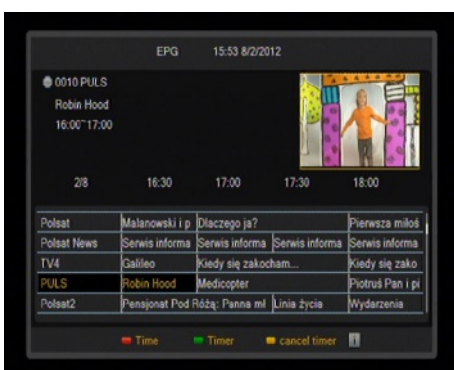 EPG 15:53 8/2/2012
0010 PULS
Robin Hood
16:00~17:00
2/8 16:30 17:00 17:30 18:00
Polsat Malanowski i p Dlaczego ja? Pierwsza miłoś
Polsat News Serwis informa Serwis informa Serwis informa Serwis informa
TV4 Galileo Kiedy się zakocham... Kiedy się zako
PULS Robin Hood Medicopter Piotruś Pan i pi
Polsat2 Pensjonat Pod Różą: Panna mł Linia życia Wydarzenia
Time Timer cancel timer i